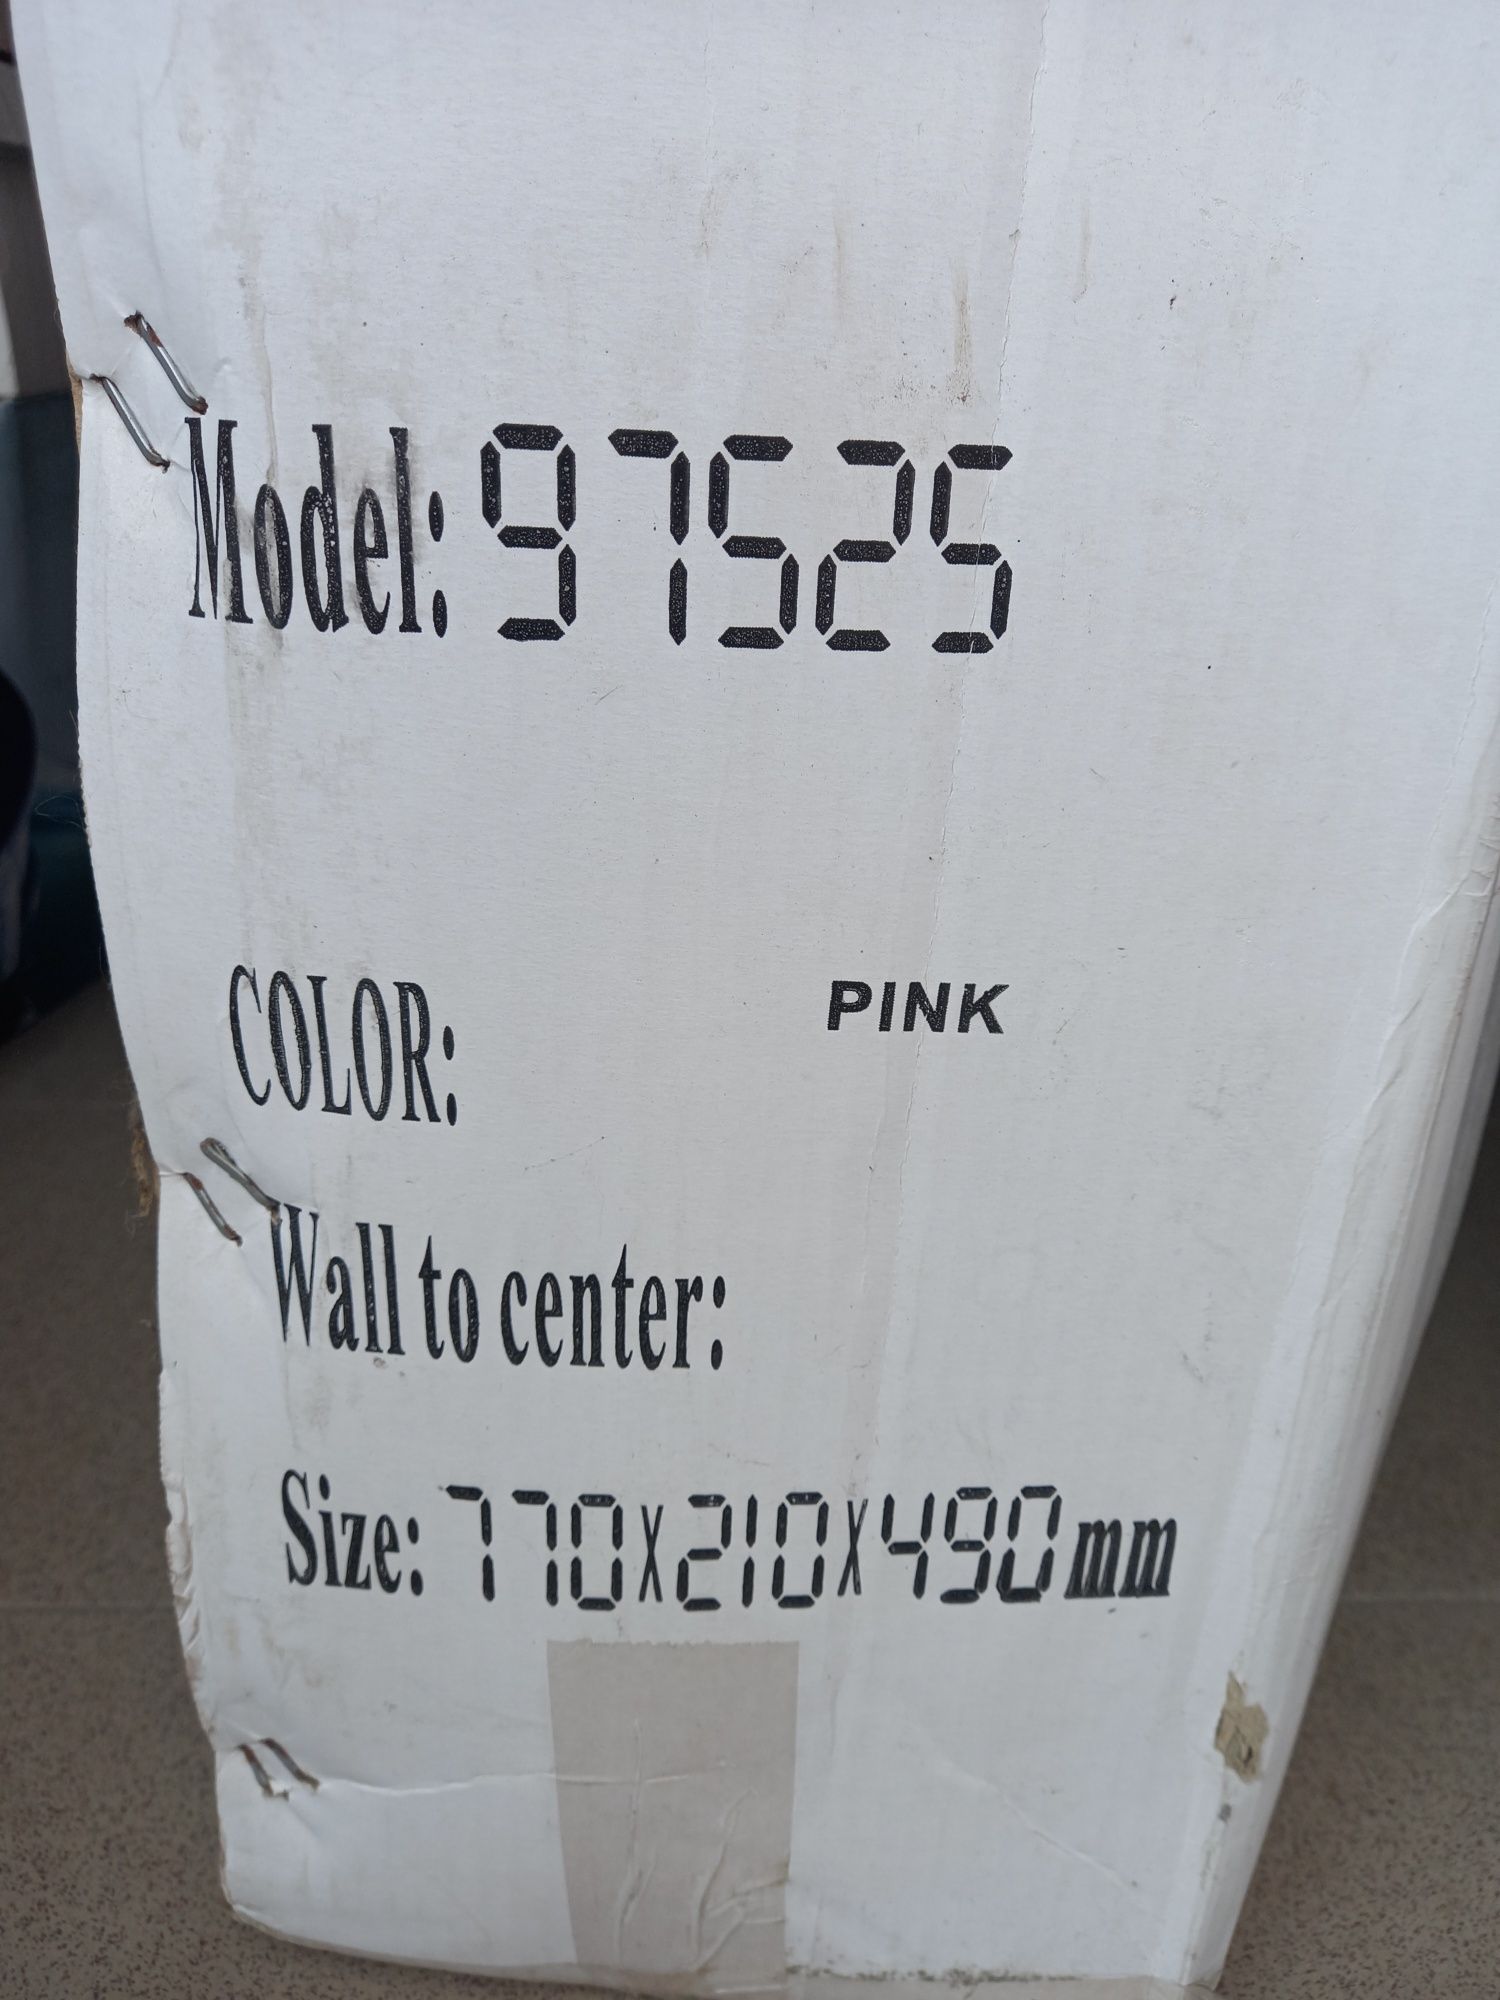 Model: 97525
COLOR: PINK
Wall to center:
Size: 770x210x490mm